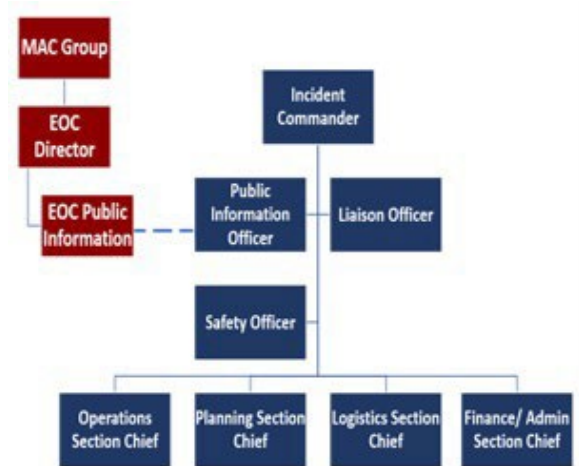 MAC Group
EOC
Director
EOC Public
Information
Incident
Commander
Public
Information
Officer
Liaison Officer
Safety Officer
Operations
Section Chief
Planning Section
Chief
Logistics Section
Chief
Finance/ Admin
Section Chief